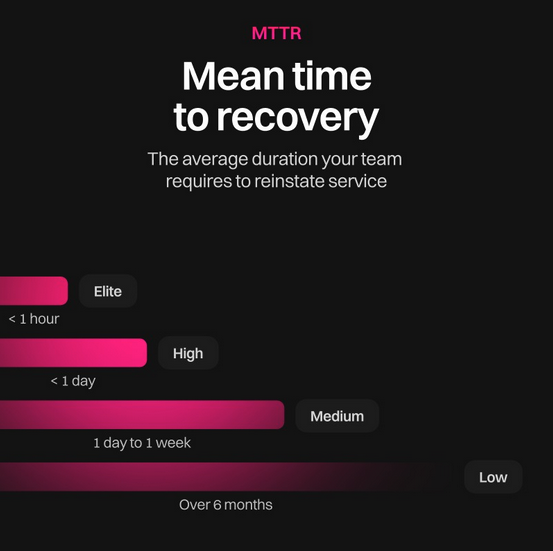 MTTR
Mean time
to recovery
The average duration your team
requires to reinstate service
Elite
< 1 hour
High
< 1 day
Medium
1 day to 1 week
Low
Over 6 months